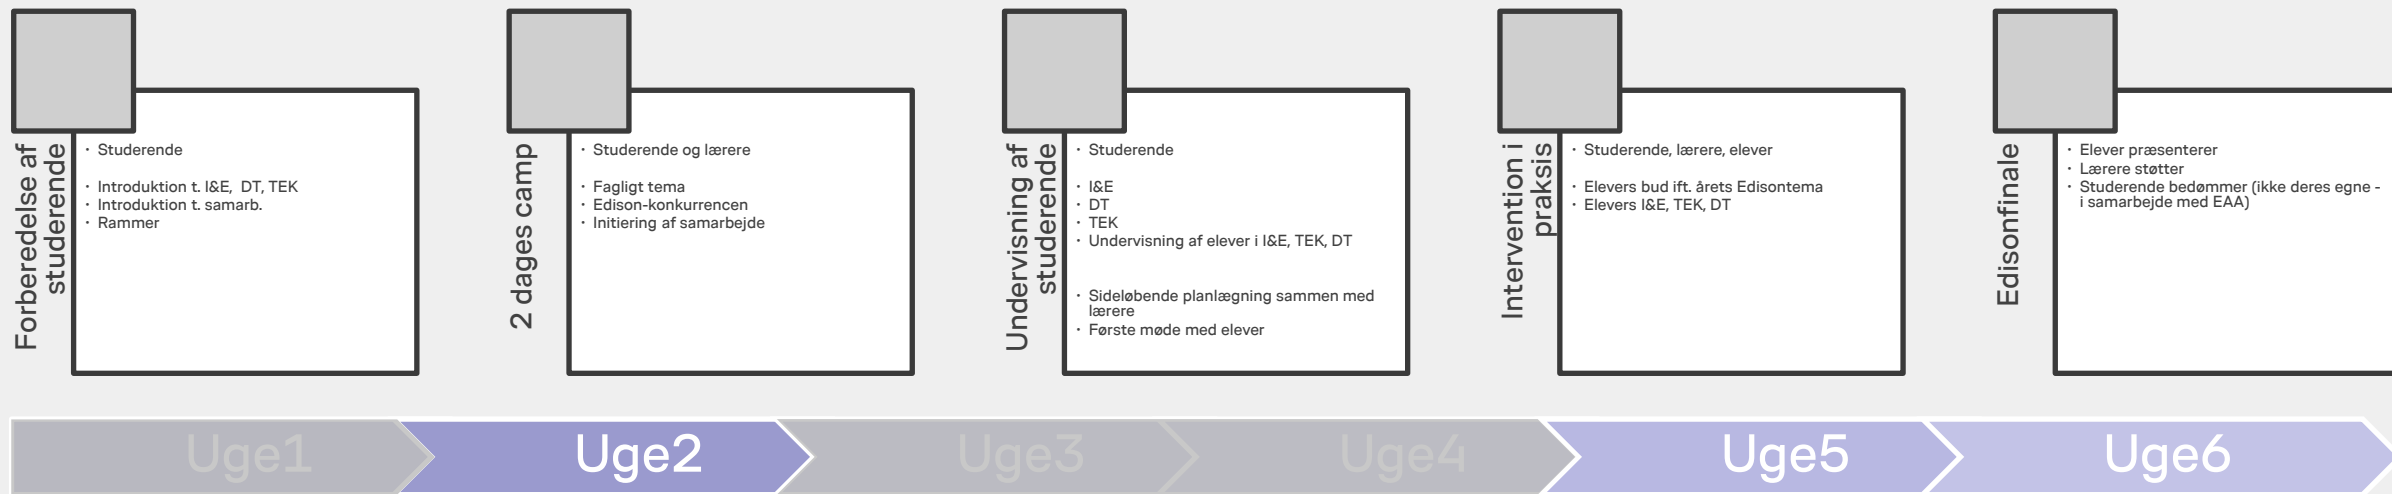 Forberedelse af
studerende
· Studerende
· Introduktion t. I&E, DT, TEK
· Introduktion t. samarb.
· Rammer
2 dages camp
· Studerende og lærere
· Fagligt tema
· Edison-konkurrencen
· Initiering af samarbejde
Undervisning af
studerende
· Studerende
· I&E
· DT
· TEK
· Undervisning af elever i I&E, TEK, DT
· Sideløbende planlægning sammen med
lærere
· Første møde med elever
Intervention i
praksis
· Studerende, lærere, elever
· Elevers bud ift. årets Edisontema
· Elevers I&E, TEK, DT
Edisonfinale
· Elever præsenterer
· Lærere støtter
· Studerende bedømmer (ikke deres egne -
i samarbejde med EAA)
Uge1
Uge2
Uge3
Uge4
Uge5
Uge6